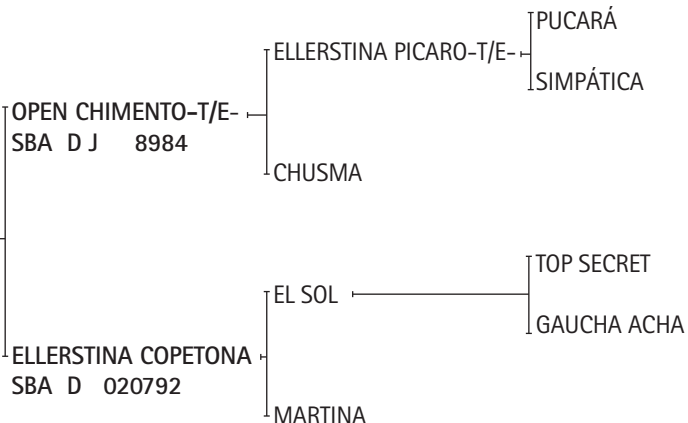 PUCARÁ
ELLERSTINA PICARO-T/E-
SIMPÁTICA
OPEN CHIMENTO-T/E-
SBA D J 8984
CHUSMA
TOP SECRET
EL SOL
GAUCHA ACHA
ELLERSTINA COPETONA
SBA D 020792
MARTINA